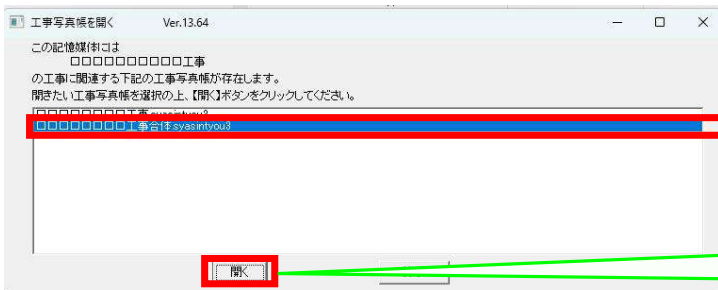 工事写真帳を開く Ver.13.64
この記憶媒体には
□□□□□□□□□□工事
の工事に関連する下記の工事写真帳が存在します。
開きたい工事写真帳を選択の上、【開く】ボタンをクリックしてください。
□□□□□□□□工事.syasintyou3
□□□□□□□□工事合体.syasintyou3
開く